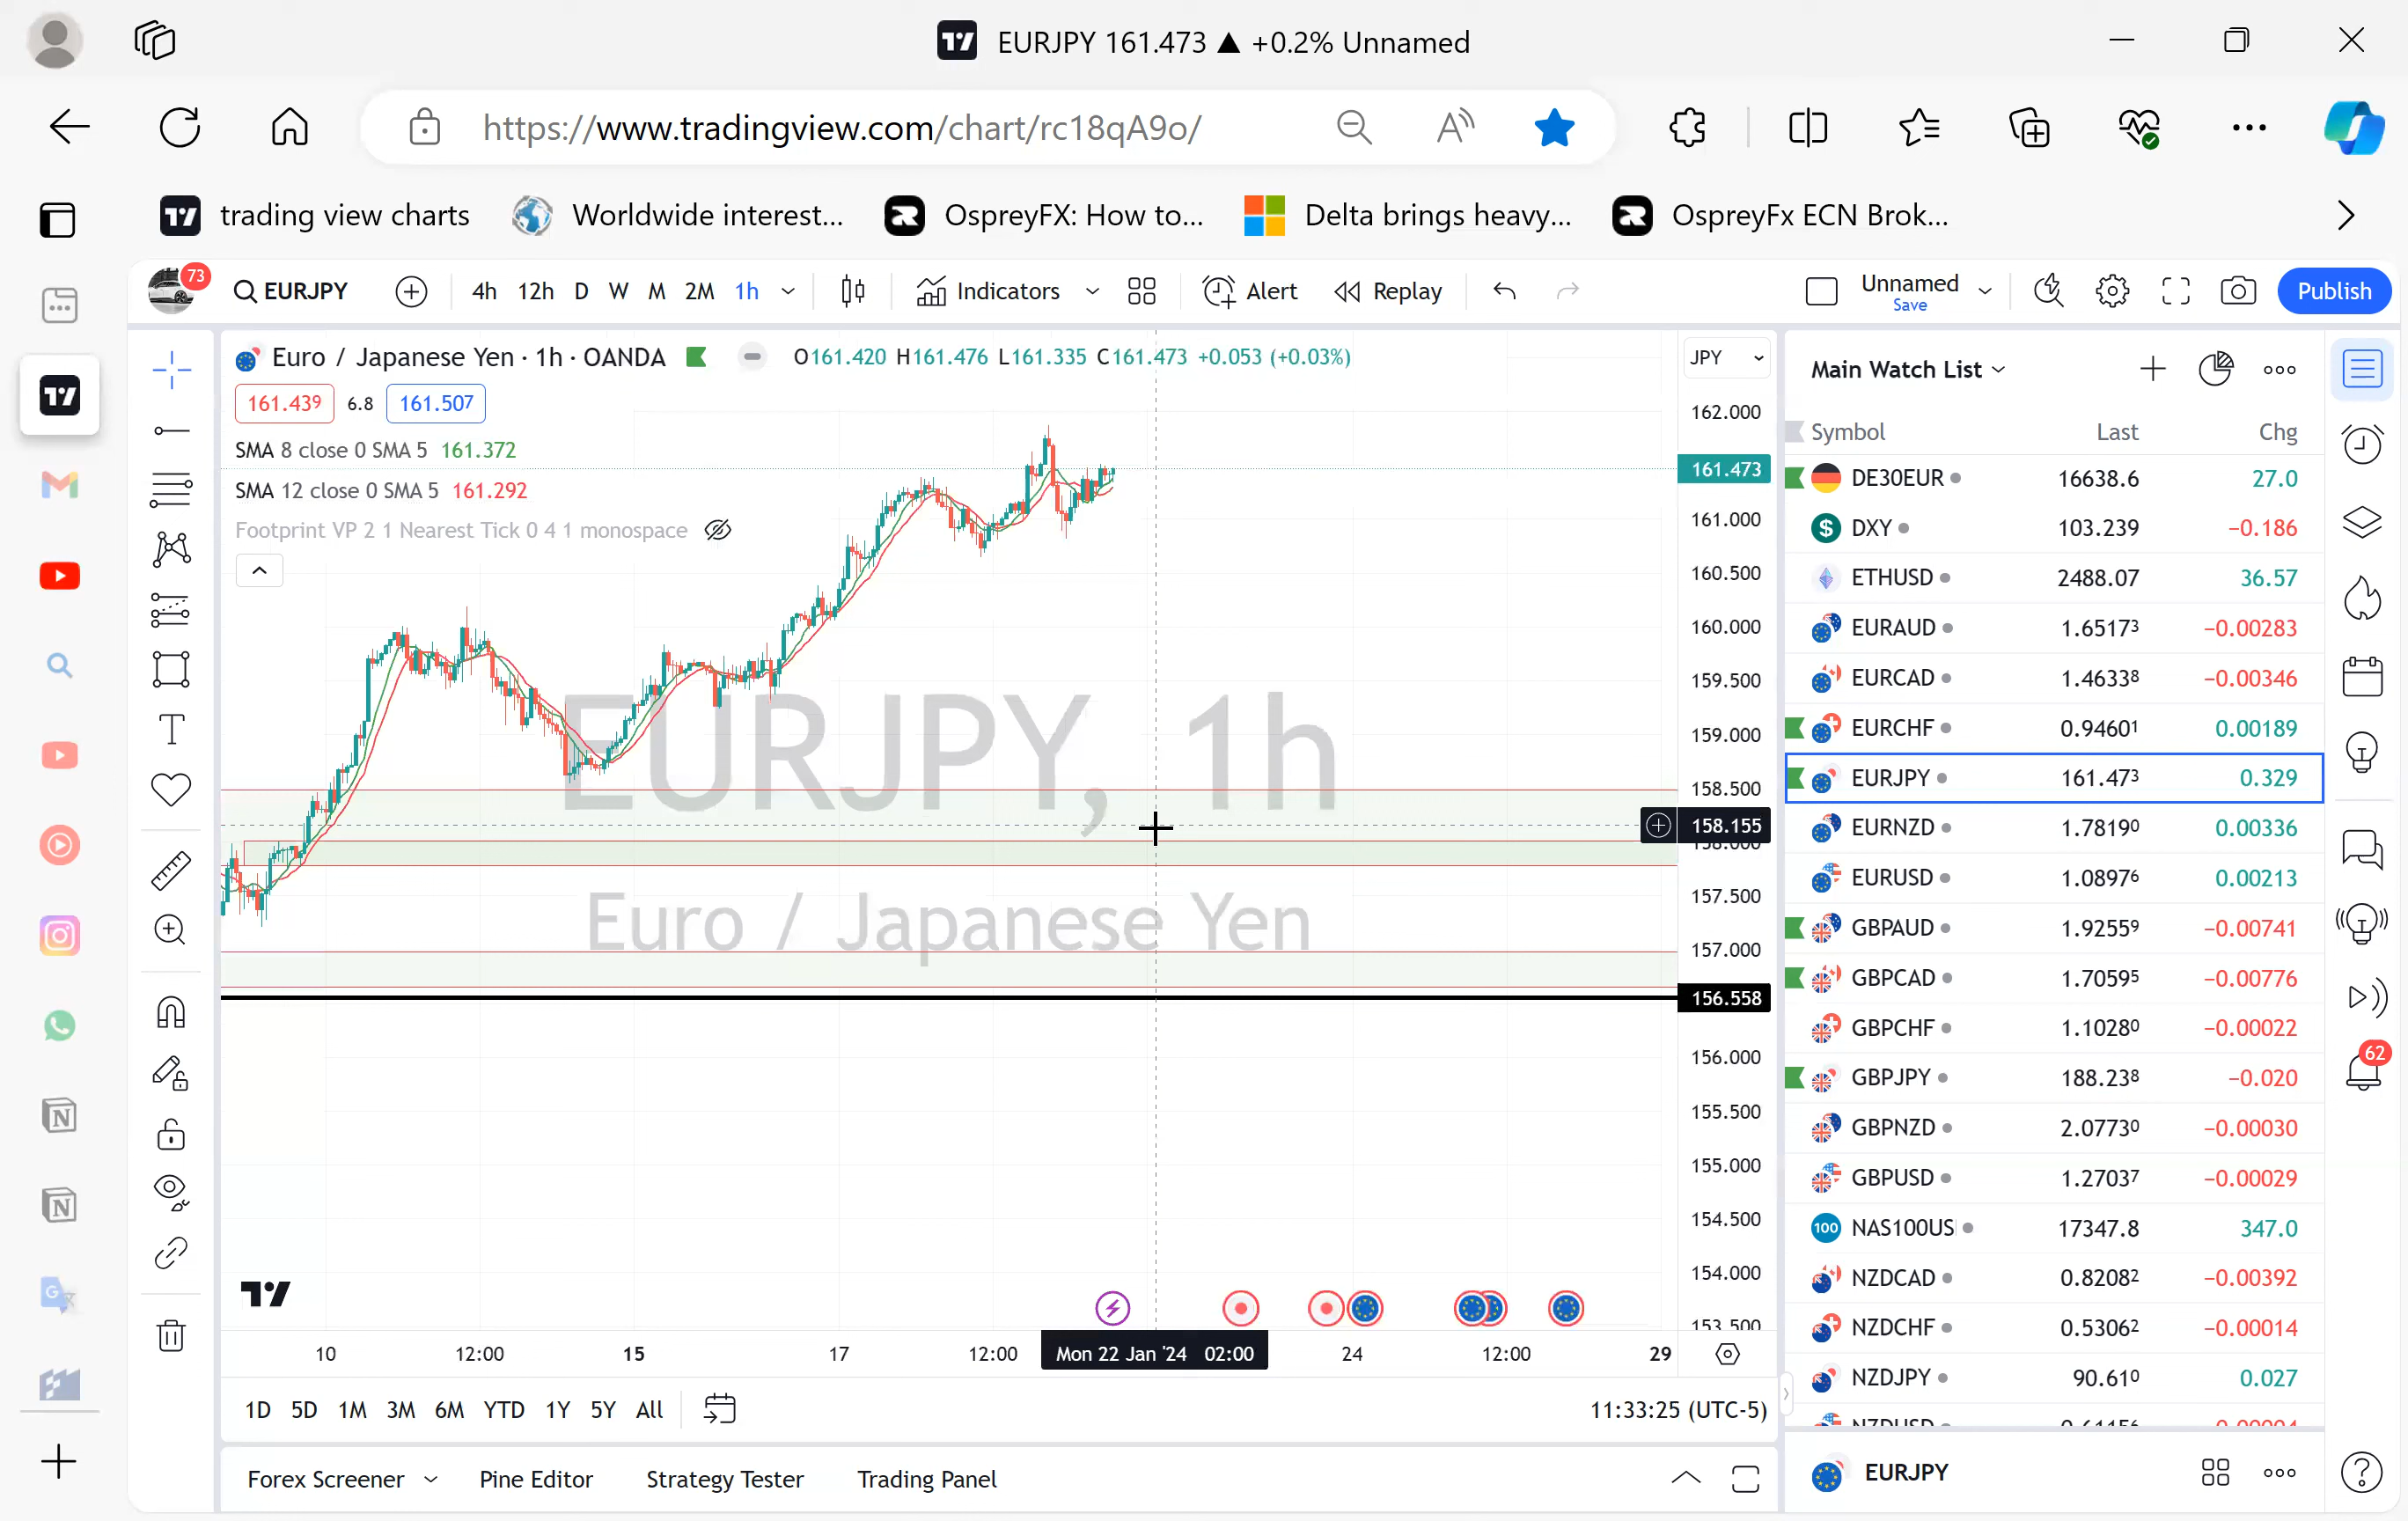 EURJPY 161.473 ▲ +0.2% Unnamed
https://www.tradingview.com/chart/rc18qA9o/
trading view charts
Worldwide interest...
OspreyFX: How to...
Delta brings heavy...
OspreyFx ECN Brok...
73
EURJPY
4h 12h D W M 2M 1h
Indicators
Alert
Replay
Unnamed
Save
Publish
Euro / Japanese Yen · 1h · OANDA
O161.420 H161.476 L161.335 C161.473 +0.053 (+0.03%)
161.439 6.8 161.507
SMA 8 close 0 SMA 5 161.372
SMA 12 close 0 SMA 5 161.292
Footprint VP 2 1 Nearest Tick 0 4 1 monospace
EURJPY, 1h
Euro / Japanese Yen
JPY
162.000
161.473
161.000
160.500
160.000
159.500
159.000
158.500
158.155
158.000
157.500
157.000
156.558
156.000
155.500
155.000
154.500
154.000
153.500
10 12:00 15 17 12:00 Mon 22 Jan '24 02:00 24 12:00 29
1D 5D 1M 3M 6M YTD 1Y 5Y All
11:33:25 (UTC-5)
Forex Screener Pine Editor Strategy Tester Trading Panel
Main Watch List
Symbol Last Chg
DE30EUR 16638.6 27.0
DXY 103.239 −0.186
ETHUSD 2488.07 36.57
EURAUD 1.65173 −0.00283
EURCAD 1.46338 −0.00346
EURCHF 0.94601 0.00189
EURJPY 161.473 0.329
EURNZD 1.78190 0.00336
EURUSD 1.08976 0.00213
GBPAUD 1.92559 −0.00741
GBPCAD 1.70595 −0.00776
GBPCHF 1.10280 −0.00022
GBPJPY 188.238 −0.020
GBPNZD 2.07730 −0.00030
GBPUSD 1.27037 −0.00029
100 NAS100US 17347.8 347.0
NZDCAD 0.82082 −0.00392
NZDCHF 0.53062 −0.00014
NZDJPY 90.610 0.027
NZDUSD
EURJPY
62